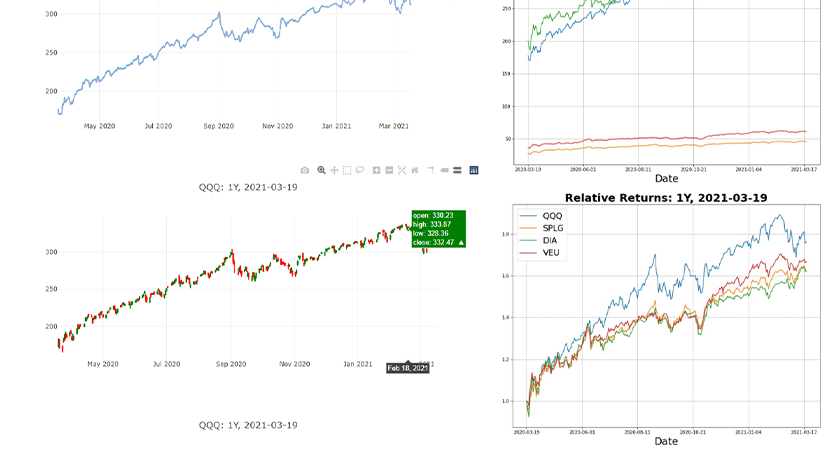 300
250
200
May 2020 Jul 2020 Sep 2020 Nov 2020 Jan 2021 Mar 2021
250
200
150
100
50
2020-03-19 2020-06-01 2020-08-11 2020-10-21 2021-01-04 2021-03-17
Date
QQQ: 1Y, 2021-03-19
open: 330.23
high: 333.87
low: 328.36
close: 332.47 ▲
300
250
200
May 2020 Jul 2020 Sep 2020 Nov 2020 Jan 2021
Feb 18, 2021
QQQ: 1Y, 2021-03-19
Relative Returns: 1Y, 2021-03-19
QQQ
SPLG
DIA
VEU
1.8
1.6
1.4
1.2
1.0
2020-03-19 2020-06-01 2020-08-11 2020-10-21 2021-01-04 2021-03-17
Date